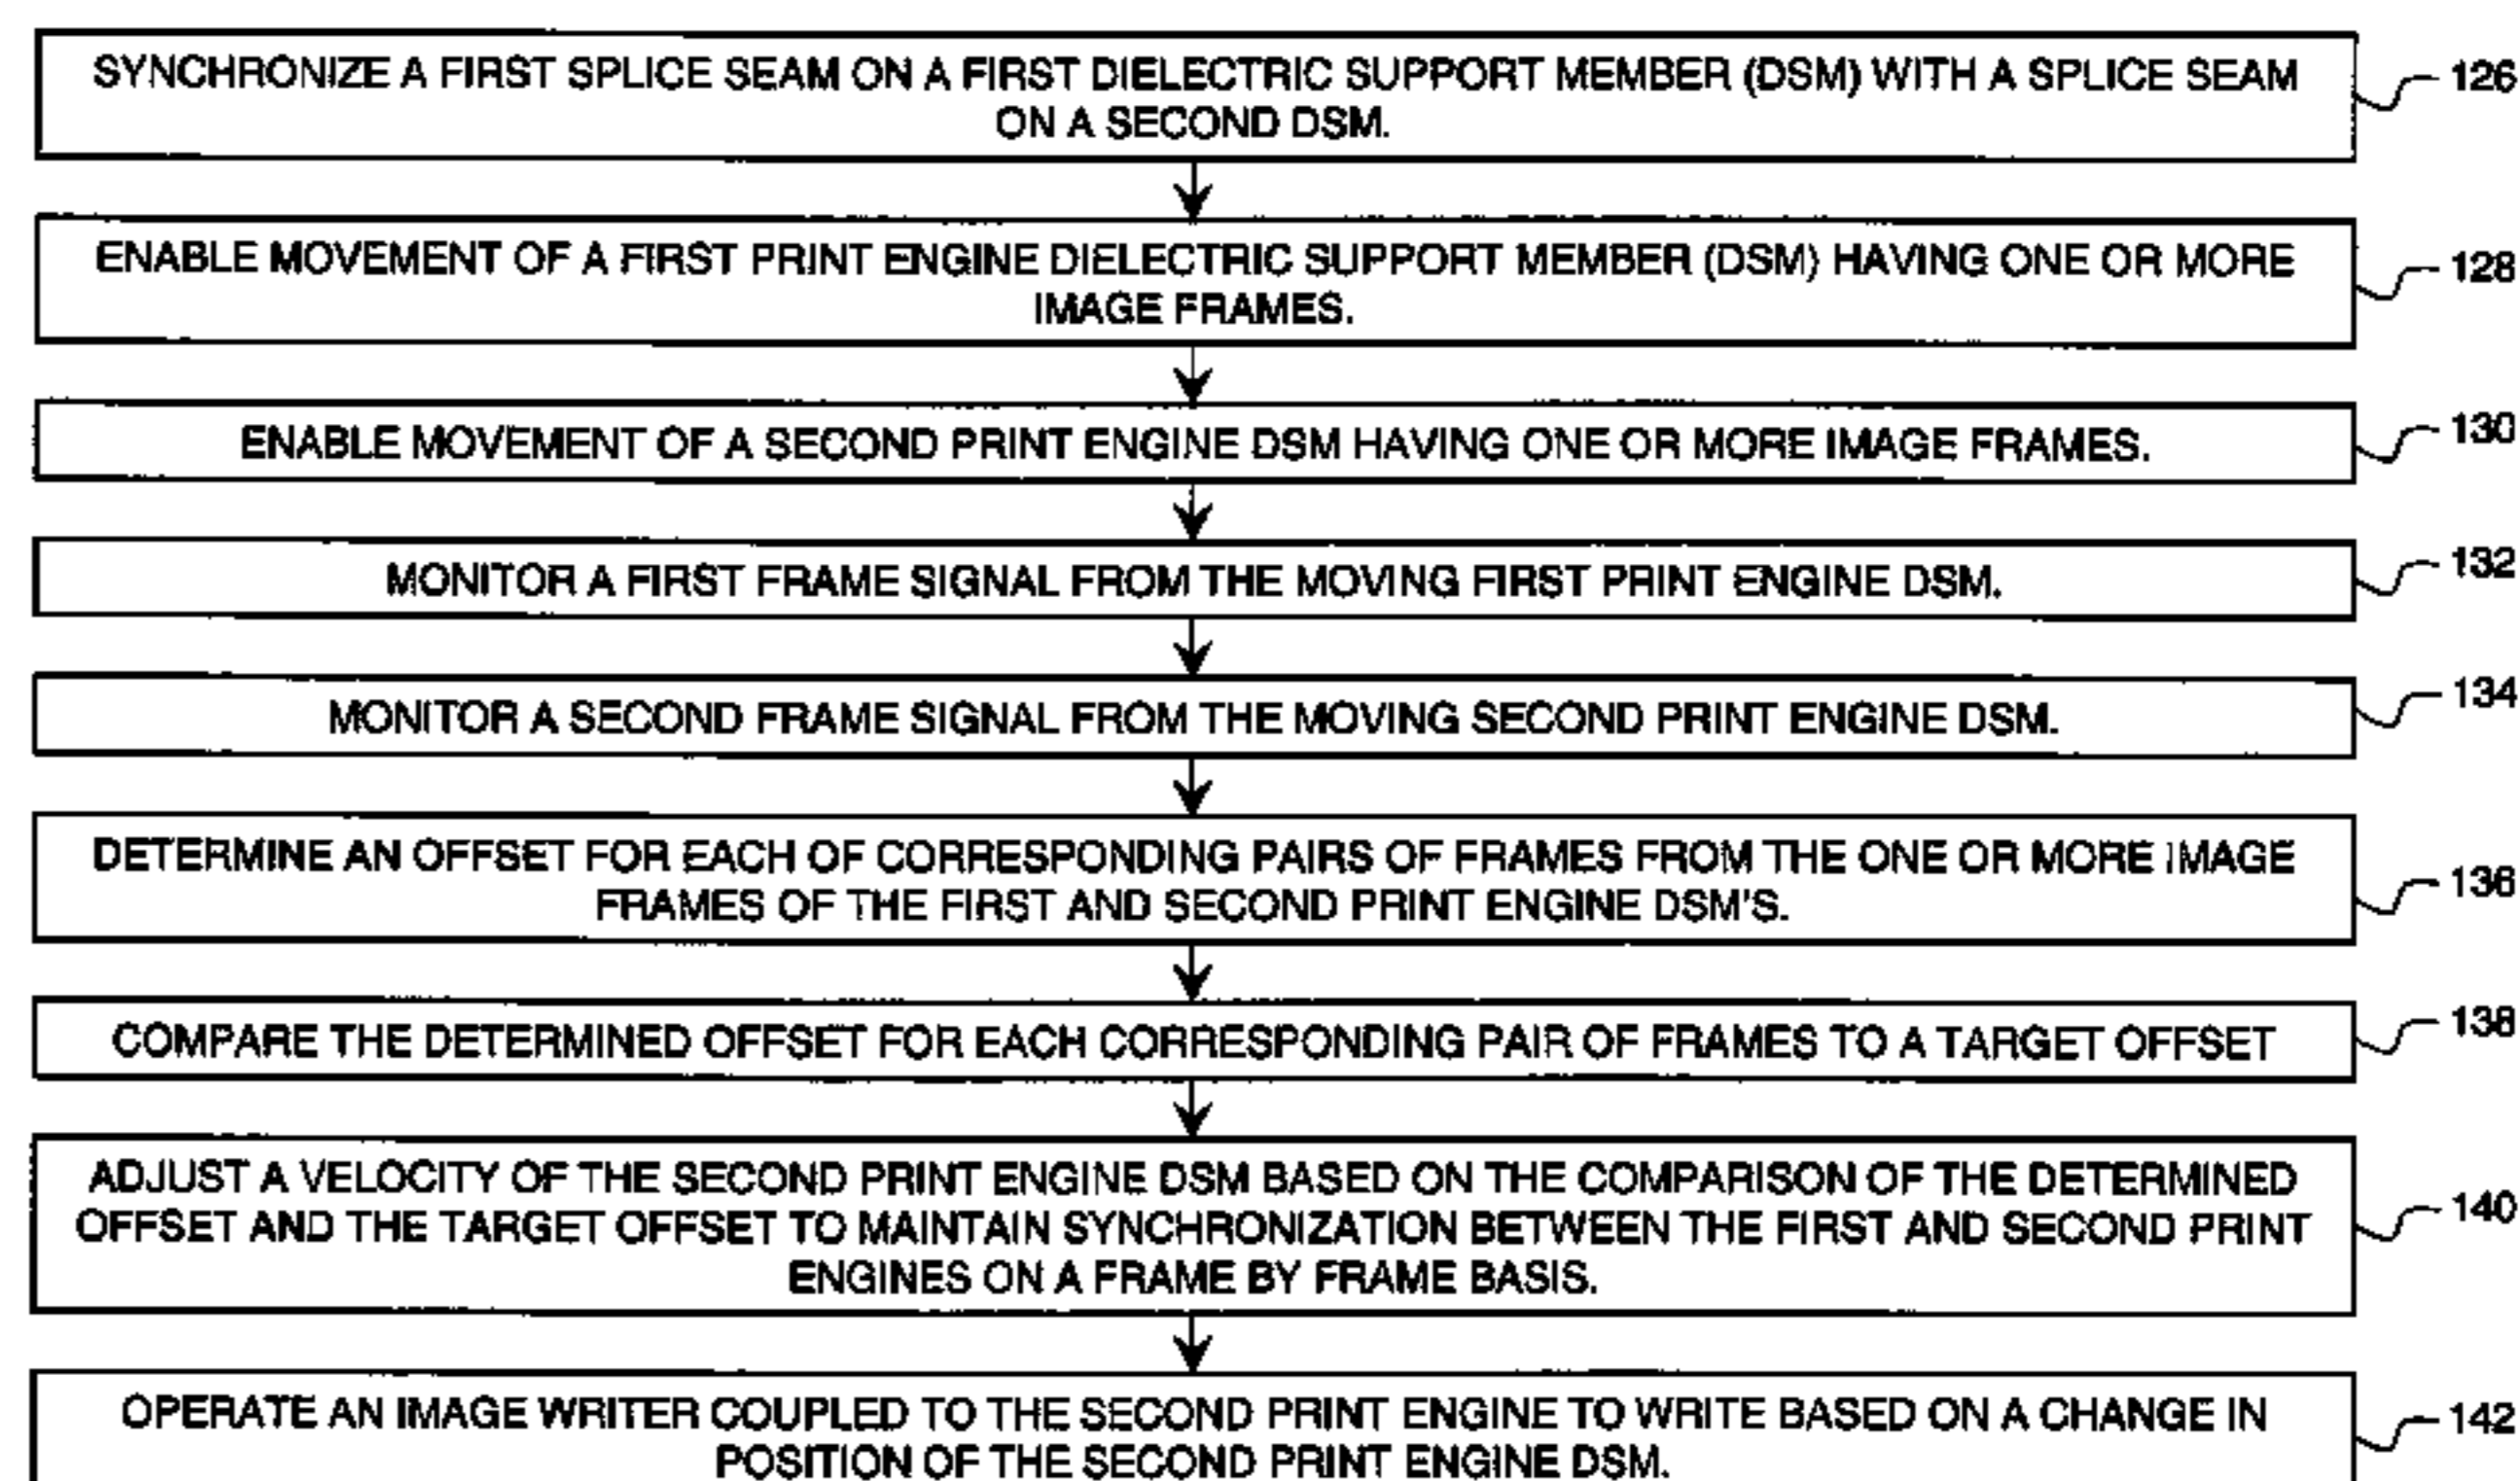 SYNCHRONIZE A FIRST SPLICE SEAM ON A FIRST DIELECTRIC SUPPORT MEMBER (DSM) WITH A SPLICE SEAM
ON A SECOND DSM.
126
ENABLE MOVEMENT OF A FIRST PRINT ENGINE DIELECTRIC SUPPORT MEMBER (DSM) HAVING ONE OR MORE
IMAGE FRAMES.
128
ENABLE MOVEMENT OF A SECOND PRINT ENGINE DSM HAVING ONE OR MORE IMAGE FRAMES.
130
MONITOR A FIRST FRAME SIGNAL FROM THE MOVING FIRST PRINT ENGINE DSM.
132
MONITOR A SECOND FRAME SIGNAL FROM THE MOVING SECOND PRINT ENGINE DSM.
134
DETERMINE AN OFFSET FOR EACH OF CORRESPONDING PAIRS OF FRAMES FROM THE ONE OR MORE IMAGE
FRAMES OF THE FIRST AND SECOND PRINT ENGINE DSM'S.
136
COMPARE THE DETERMINED OFFSET FOR EACH CORRESPONDING PAIR OF FRAMES TO A TARGET OFFSET
138
ADJUST A VELOCITY OF THE SECOND PRINT ENGINE DSM BASED ON THE COMPARISON OF THE DETERMINED
OFFSET AND THE TARGET OFFSET TO MAINTAIN SYNCHRONIZATION BETWEEN THE FIRST AND SECOND PRINT
ENGINES ON A FRAME BY FRAME BASIS.
140
OPERATE AN IMAGE WRITER COUPLED TO THE SECOND PRINT ENGINE TO WRITE BASED ON A CHANGE IN
POSITION OF THE SECOND PRINT ENGINE DSM.
142